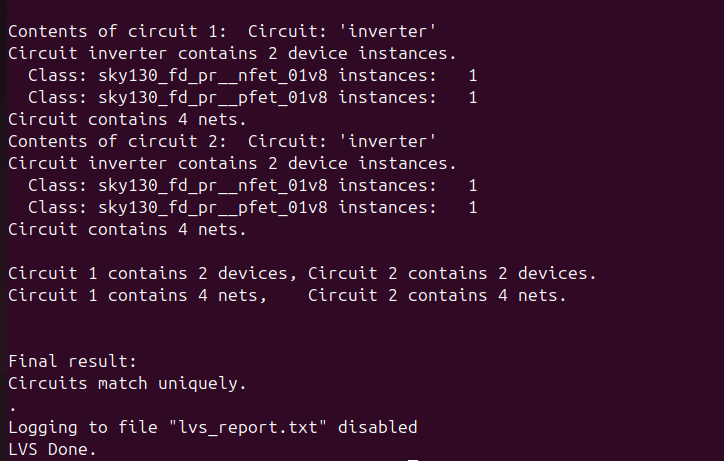 Contents of circuit 1:  Circuit: 'inverter'
Circuit inverter contains 2 device instances.
  Class: sky130_fd_pr__nfet_01v8 instances:   1
  Class: sky130_fd_pr__pfet_01v8 instances:   1
Circuit contains 4 nets.
Contents of circuit 2:  Circuit: 'inverter'
Circuit inverter contains 2 device instances.
  Class: sky130_fd_pr__nfet_01v8 instances:   1
  Class: sky130_fd_pr__pfet_01v8 instances:   1
Circuit contains 4 nets.

Circuit 1 contains 2 devices, Circuit 2 contains 2 devices.
Circuit 1 contains 4 nets,    Circuit 2 contains 4 nets.


Final result:
Circuits match uniquely.
.
Logging to file "lvs_report.txt" disabled
LVS Done.